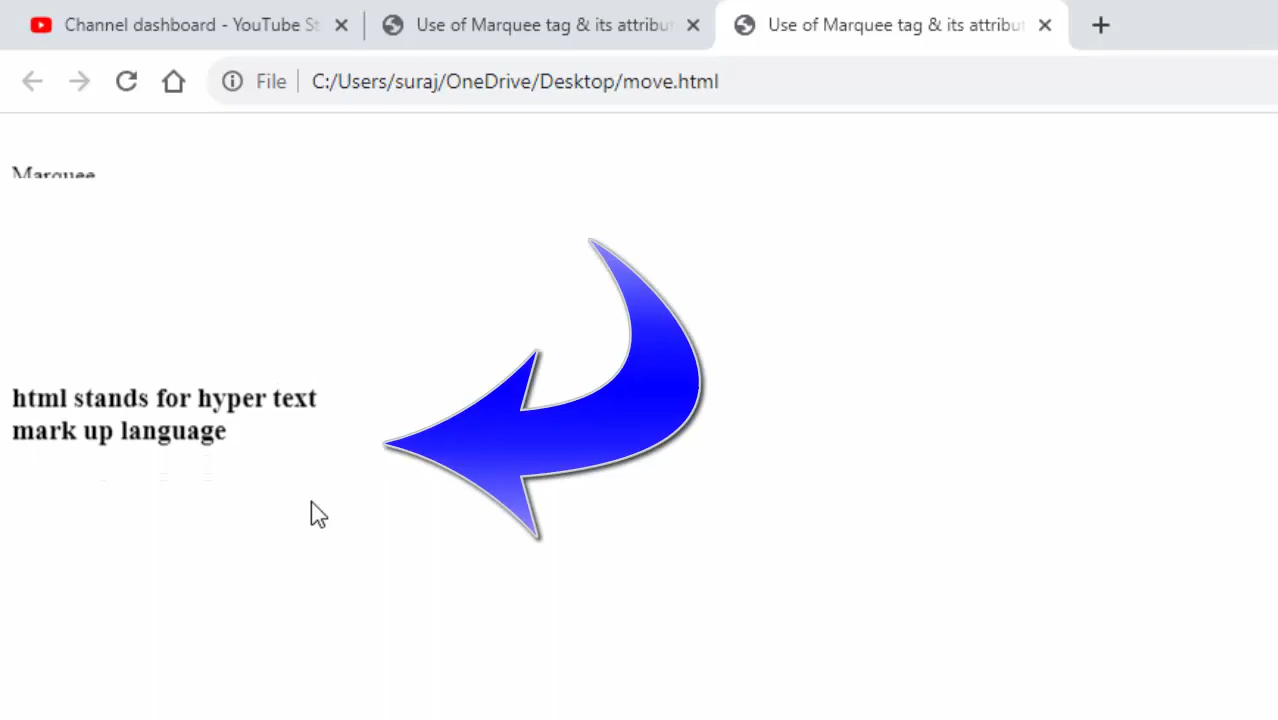 Channel dashboard - YouTube St
Use of Marquee tag & its attribut
Use of Marquee tag & its attribut
File
C:/Users/suraj/OneDrive/Desktop/move.html
Marquee
html stands for hyper text
mark up language